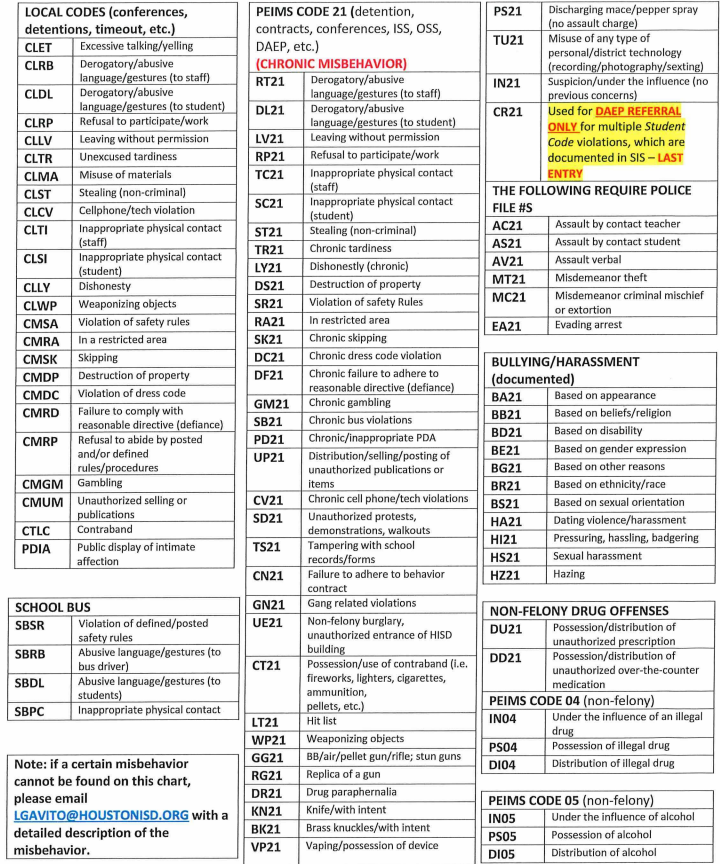 LOCAL CODES (conferences,
detentions, timeout, etc.)
CLET Excessive talking/yelling
CLRB Derogatory/abusive
language/gestures (to staff)
CLDL Derogatory/abusive
language/gestures (to student)
CLRP Refusal to participate/work
CLLV Leaving without permission
CLTR Unexcused tardiness
CLMA Misuse of materials
CLST Stealing (non-criminal)
CLCV Cellphone/tech violation
CLTI Inappropriate physical contact
(staff)
CLSI Inappropriate physical contact
(student)
CLLY Dishonesty
CLWP Weaponizing objects
CMSA Violation of safety rules
CMRA In a restricted area
CMSK Skipping
CMDP Destruction of property
CMDC Violation of dress code
CMRD Failure to comply with
reasonable directive (defiance)
CMRP Refusal to abide by posted
and/or defined
rules/procedures
CMGM Gambling
CMUM Unauthorized selling or
publications
CTLC Contraband
PDIA Public display of intimate
affection
SCHOOL BUS
SBSR Violation of defined/posted
safety rules
SBRB Abusive language/gestures (to
bus driver)
SBDL Abusive language/gestures (to
students)
SBPC Inappropriate physical contact
Note: if a certain misbehavior
cannot be found on this chart,
please email
LGAVITO@HOUSTONISD.ORG with a
detailed description of the
misbehavior.
PEIMS CODE 21 (detention,
contracts, conferences, ISS, OSS,
DAEP, etc.)
(CHRONIC MISBEHAVIOR)
RT21 Derogatory/abusive
language/gestures (to staff)
DL21 Derogatory/abusive
language/gestures (to student)
LV21 Leaving without permission
RP21 Refusal to participate/work
TC21 Inappropriate physical contact
(staff)
SC21 Inappropriate physical contact
(student)
ST21 Stealing (non-criminal)
TR21 Chronic tardiness
LY21 Dishonestly (chronic)
DS21 Destruction of property
SR21 Violation of safety Rules
RA21 In restricted area
SK21 Chronic skipping
DC21 Chronic dress code violation
DF21 Chronic failure to adhere to
reasonable directive (defiance)
GM21 Chronic gambling
SB21 Chronic bus violations
PD21 Chronic/inappropriate PDA
UP21 Distribution/selling/posting of
unauthorized publications or
items
CV21 Chronic cell phone/tech violations
SD21 Unauthorized protests,
demonstrations, walkouts
TS21 Tampering with school
records/forms
CN21 Failure to adhere to behavior
contract
GN21 Gang related violations
UE21 Non-felony burglary,
unauthorized entrance of HISD
building
CT21 Possession/use of contraband (i.e.
fireworks, lighters, cigarettes,
ammunition,
pellets, etc.)
LT21 Hit list
WP21 Weaponizing objects
GG21 BB/air/pellet gun/rifle; stun guns
RG21 Replica of a gun
DR21 Drug paraphernalia
KN21 Knife/with intent
BK21 Brass knuckles/with intent
VP21 Vaping/possession of device
PS21 Discharging mace/pepper spray
(no assault charge)
TU21 Misuse of any type of
personal/district technology
(recording/photography/sexting)
IN21 Suspicion/under the influence (no
previous concerns)
CR21 Used for DAEP REFERRAL
ONLY for multiple Student
Code violations, which are
documented in SIS – LAST
ENTRY
THE FOLLOWING REQUIRE POLICE
FILE #S
AC21 Assault by contact teacher
AS21 Assault by contact student
AV21 Assault verbal
MT21 Misdemeanor theft
MC21 Misdemeanor criminal mischief
or extortion
EA21 Evading arrest
BULLYING/HARASSMENT
(documented)
BA21 Based on appearance
BB21 Based on beliefs/religion
BD21 Based on disability
BE21 Based on gender expression
BG21 Based on other reasons
BR21 Based on ethnicity/race
BS21 Based on sexual orientation
HA21 Dating violence/harassment
HI21 Pressuring, hassling, badgering
HS21 Sexual harassment
HZ21 Hazing
NON-FELONY DRUG OFFENSES
DU21 Possession/distribution of
unauthorized prescription
DD21 Possession/distribution of
unauthorized over-the-counter
medication
PEIMS CODE 04 (non-felony)
IN04 Under the influence of an illegal
drug
PS04 Possession of illegal drug
DI04 Distribution of illegal drug
PEIMS CODE 05 (non-felony)
IN05 Under the influence of alcohol
PS05 Possession of alcohol
DI05 Distribution of alcohol